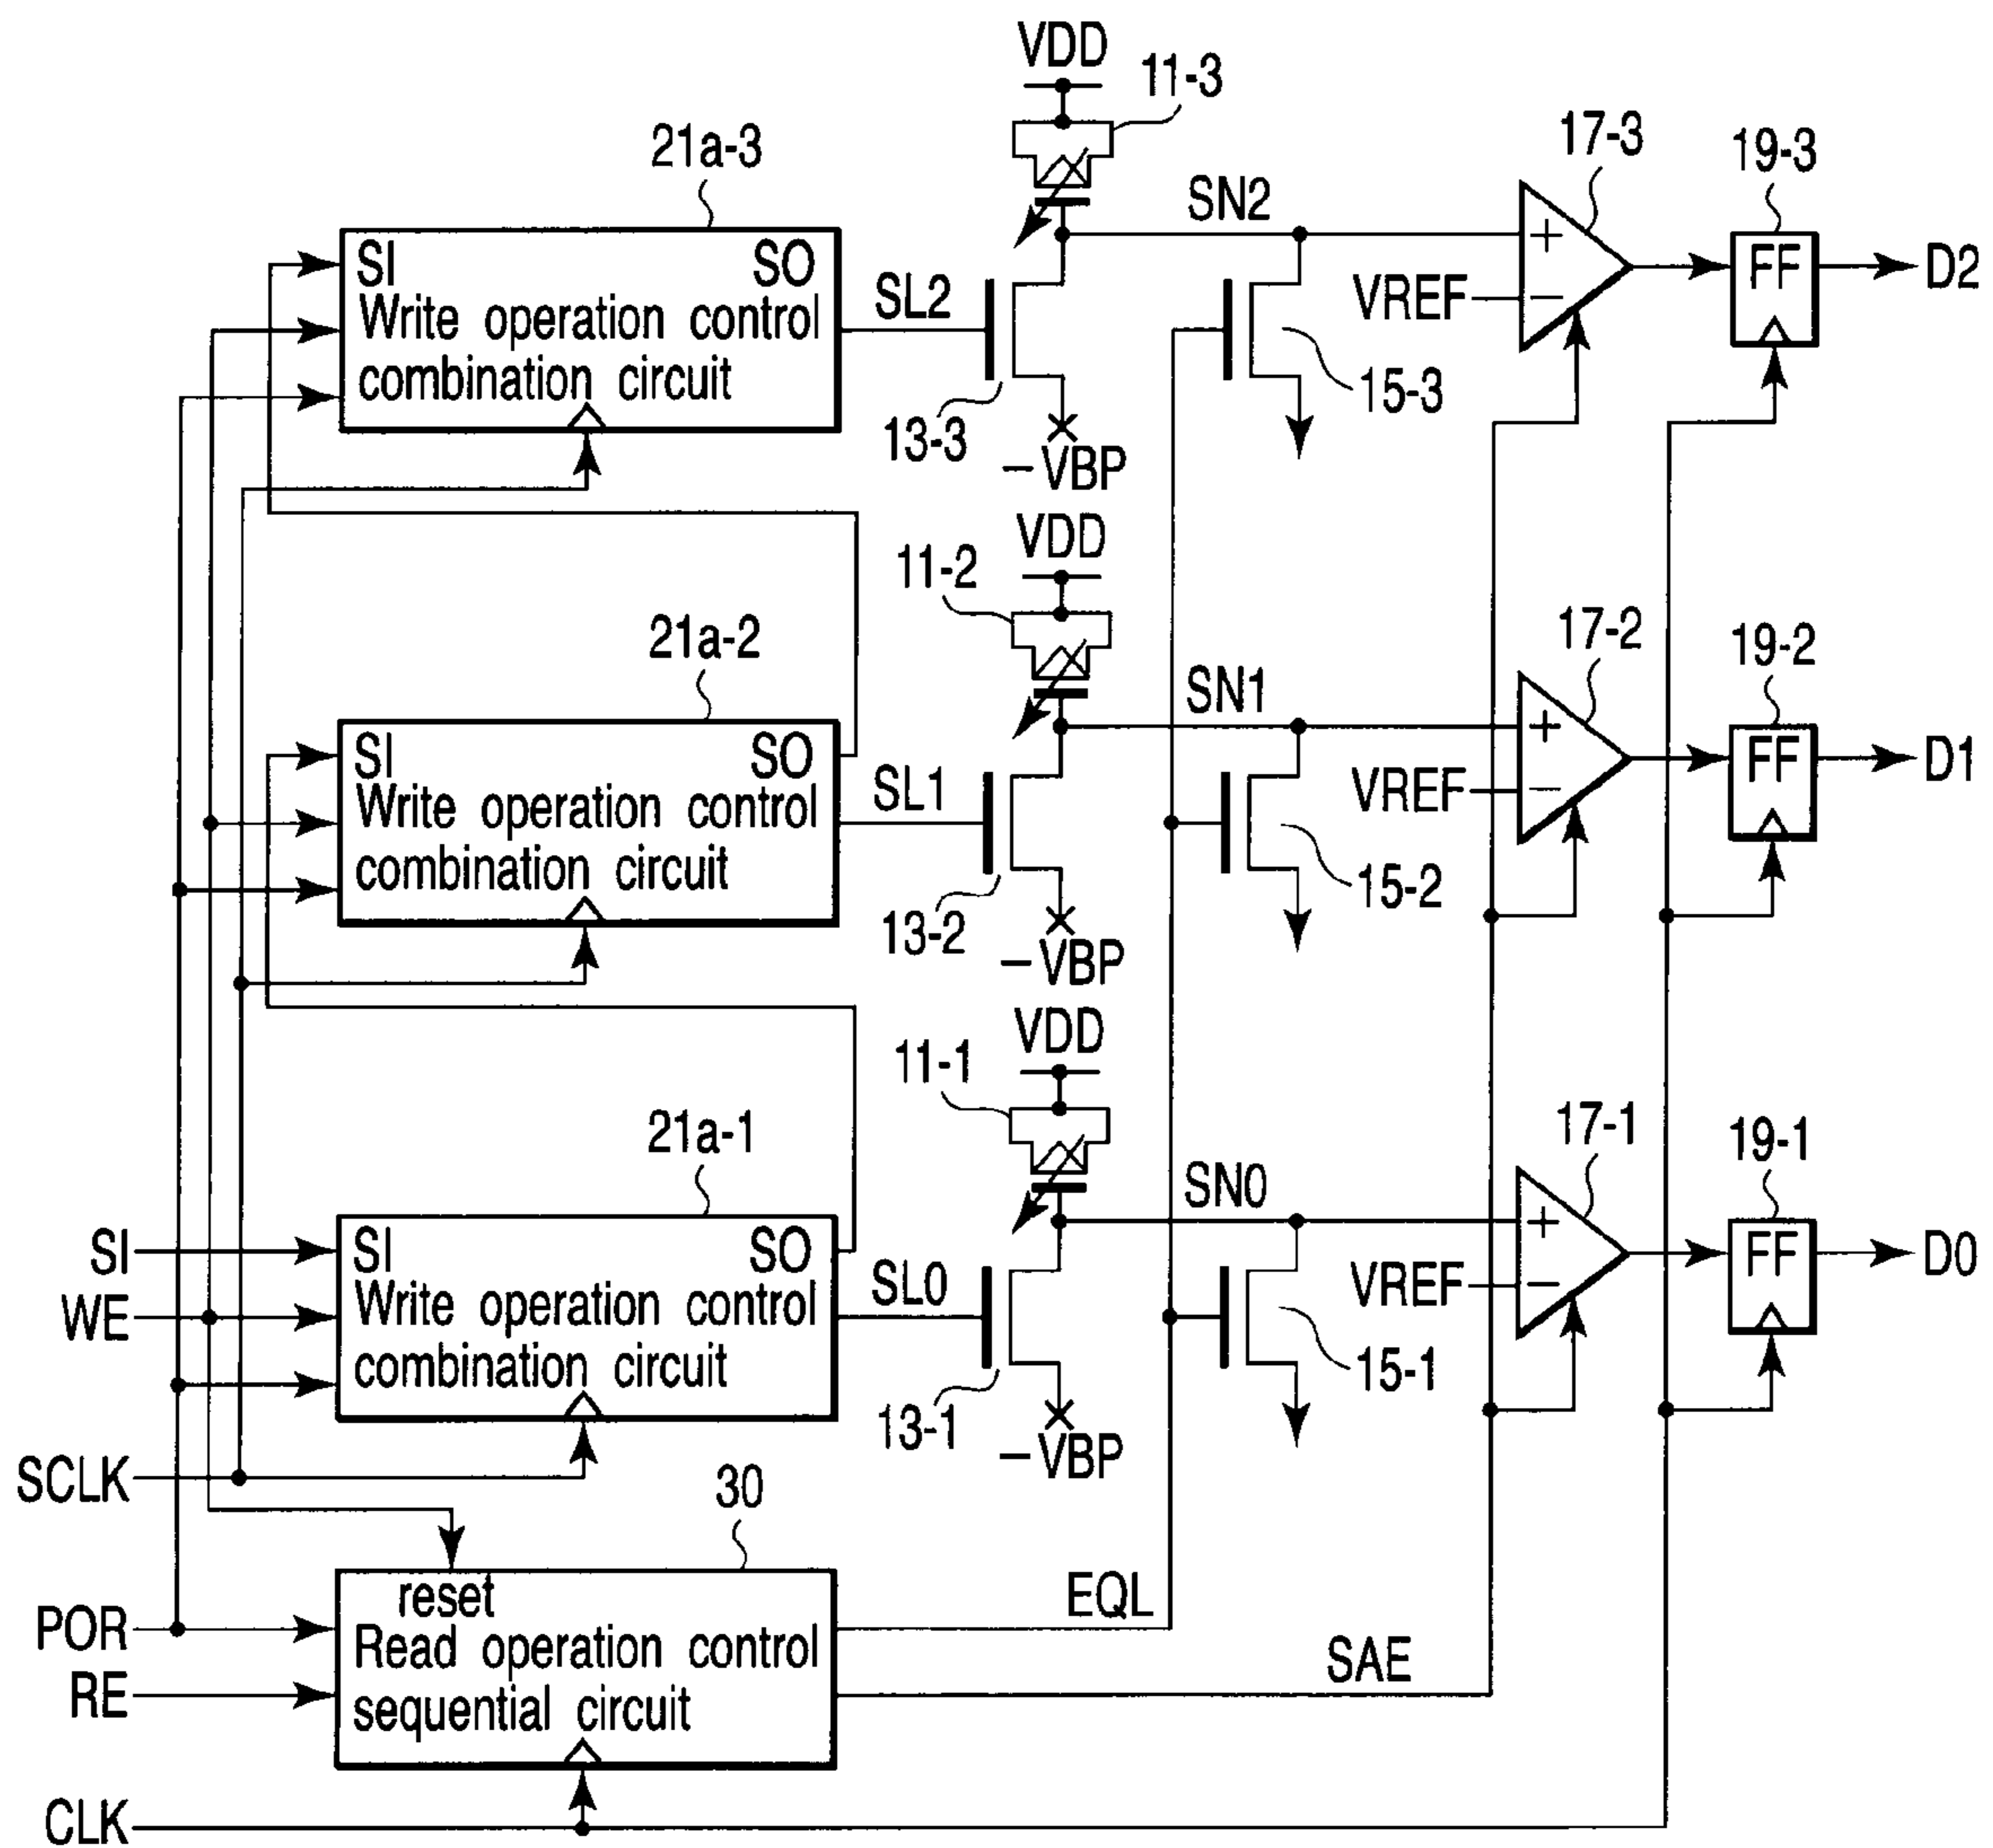 VDD
11-3
21a-3
17-3
19-3
SN2
SI SO
Write operation control
combination circuit
SL2
VREF
+
−
FF
D2
13-3
15-3
−VBP
VDD
11-2
21a-2
17-2
19-2
SN1
SI SO
Write operation control
combination circuit
SL1
VREF
+
−
FF
D1
13-2
15-2
−VBP
VDD
11-1
21a-1
17-1
19-1
SN0
SI
SI SO
WE
Write operation control
combination circuit
SL0
VREF
+
−
FF
D0
13-1
15-1
−VBP
SCLK
30
reset
POR
RE
Read operation control
sequential circuit
EQL
SAE
CLK